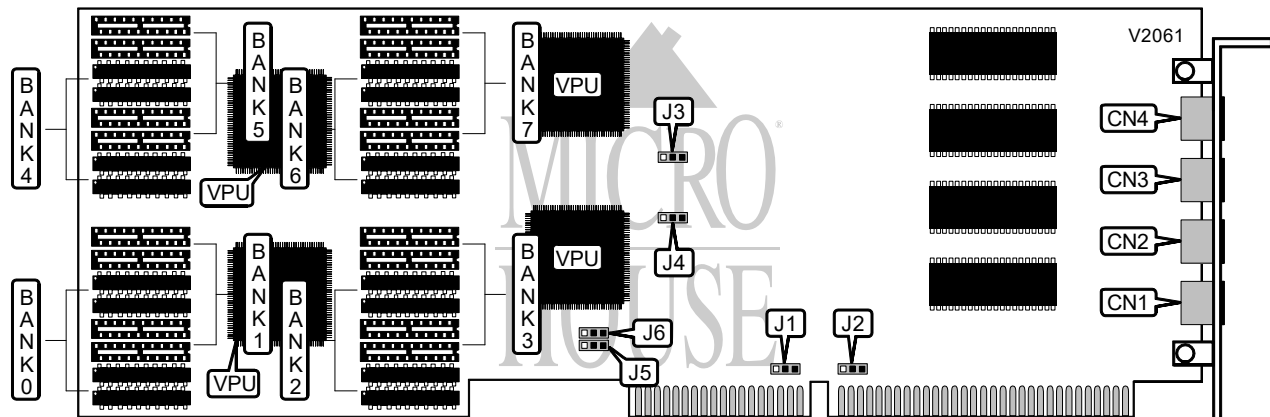 V2061
BANK4
BANK5
BANK6
BANK7
VPU
VPU
J3
CN4
CN3
CN2
CN1
MICRO
HOUSE
®
BANK0
BANK1
BANK2
BANK3
VPU
VPU
J4
J6
J5
J1
J2